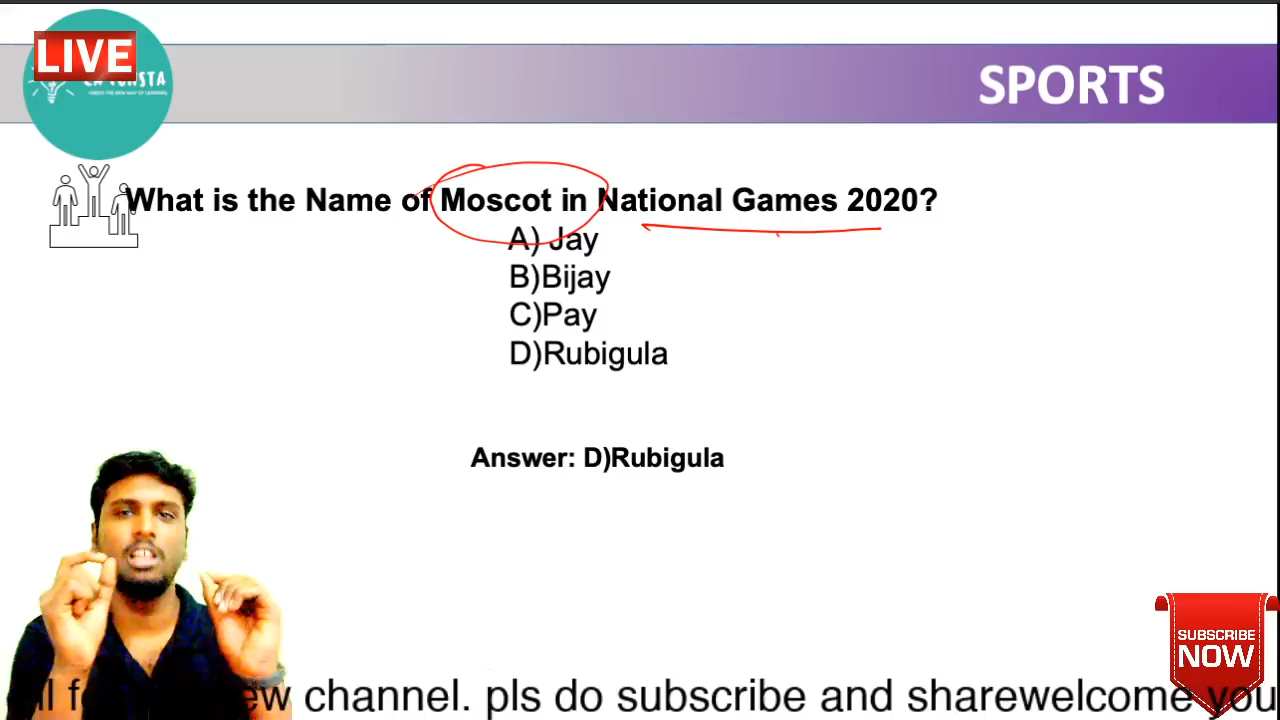 LIVE
SPORTS
What is the Name of Moscot in National Games 2020?
A) Jay
B)Bijay
C)Pay
D)Rubigula
Answer: D)Rubigula
SUBSCRIBE
NOW
channel. pls do subscribe and sharewelcome you